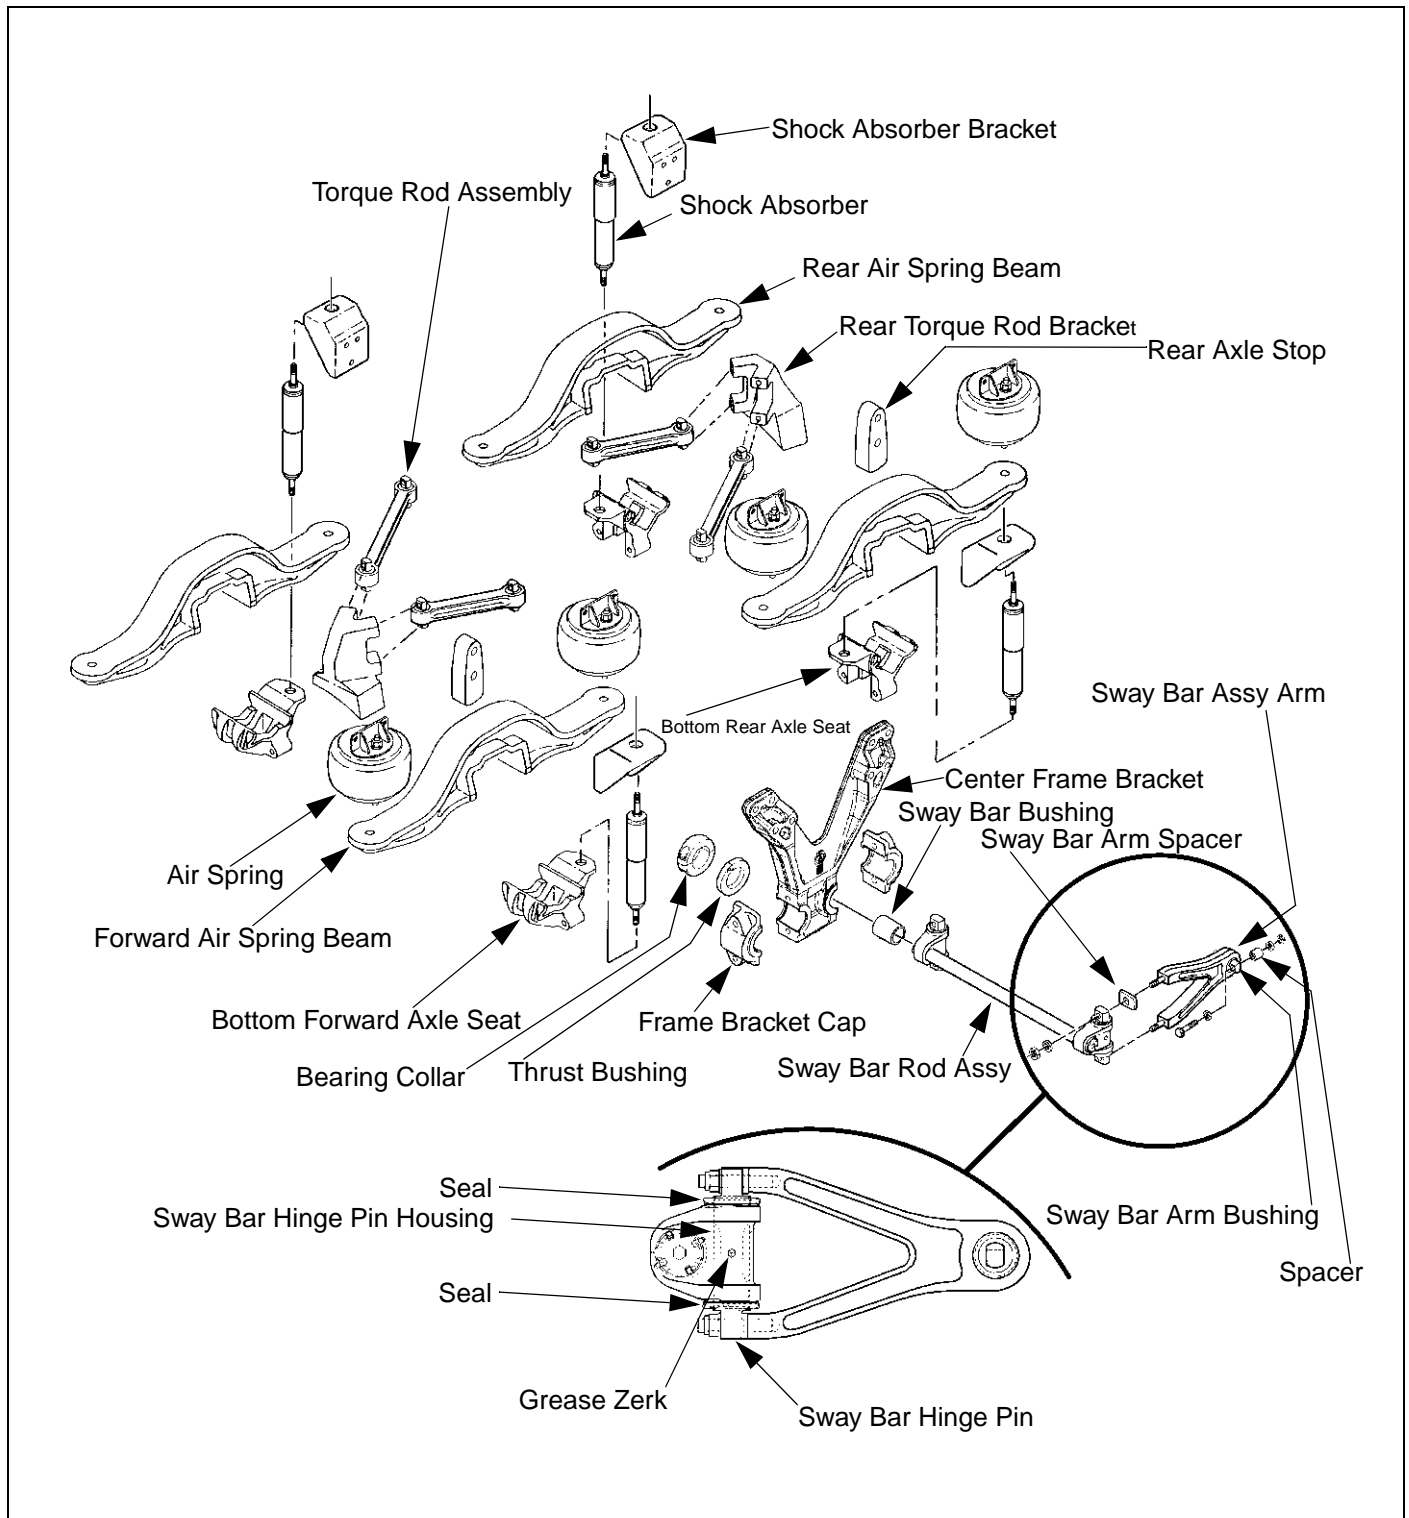 Shock Absorber Bracket
Torque Rod Assembly
Shock Absorber
Rear Air Spring Beam
Rear Torque Rod Bracket
Rear Axle Stop
Sway Bar Assy Arm
Bottom Rear Axle Seat
Center Frame Bracket
Sway Bar Bushing
Sway Bar Arm Spacer
Air Spring
Forward Air Spring Beam
Bottom Forward Axle Seat
Frame Bracket Cap
Sway Bar Rod Assy
Thrust Bushing
Bearing Collar
Seal
Sway Bar Hinge Pin Housing
Sway Bar Arm Bushing
Spacer
Seal
Grease Zerk
Sway Bar Hinge Pin